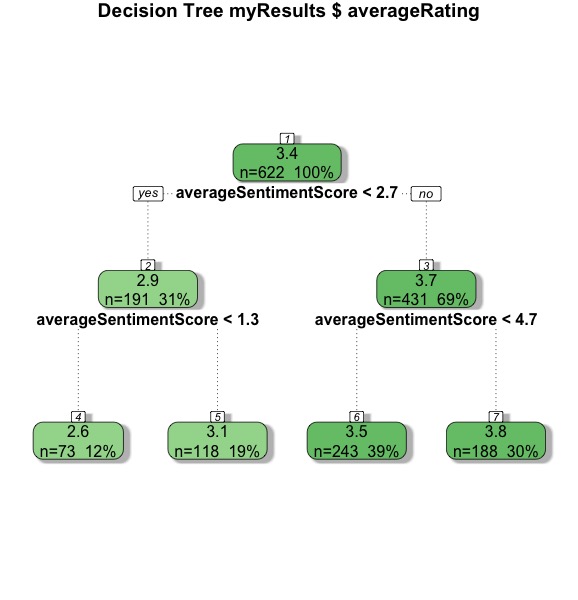 Decision Tree myResults $ averageRating
1
3.4
n=622 100%
yes averageSentimentScore < 2.7 no
2
2.9
n=191 31%
averageSentimentScore < 1.3
3
3.7
n=431 69%
averageSentimentScore < 4.7
4
2.6
n=73 12%
5
3.1
n=118 19%
6
3.5
n=243 39%
7
3.8
n=188 30%